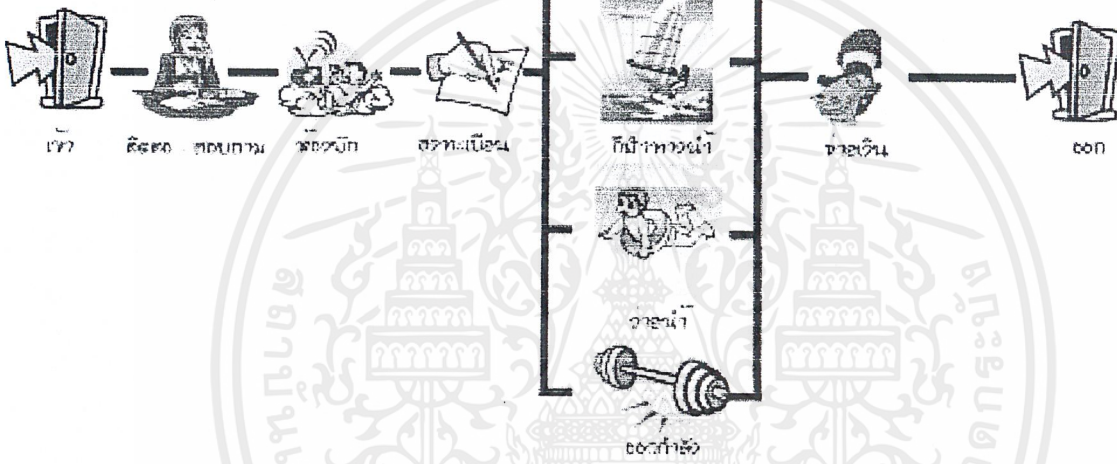 เข้า
ติดต่อ สอบถาม
ห้องพัก
ลงทะเบียน
กีฬาทางน้ำ
จ่ายเงิน
ออก
ว่ายน้ำ
ออกกำลัง